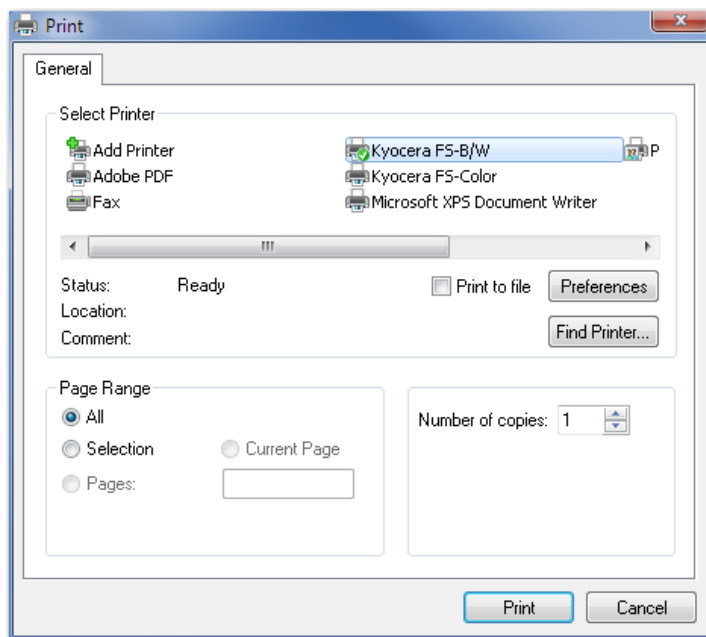 Print
General
Select Printer
Add Printer Kyocera FS-B/W P
Adobe PDF Kyocera FS-Color
Fax Microsoft XPS Document Writer
Status: Ready Print to file Preferences
Location:
Comment: Find Printer...
Page Range
All Number of copies: 1
Selection Current Page
Pages:
Print Cancel